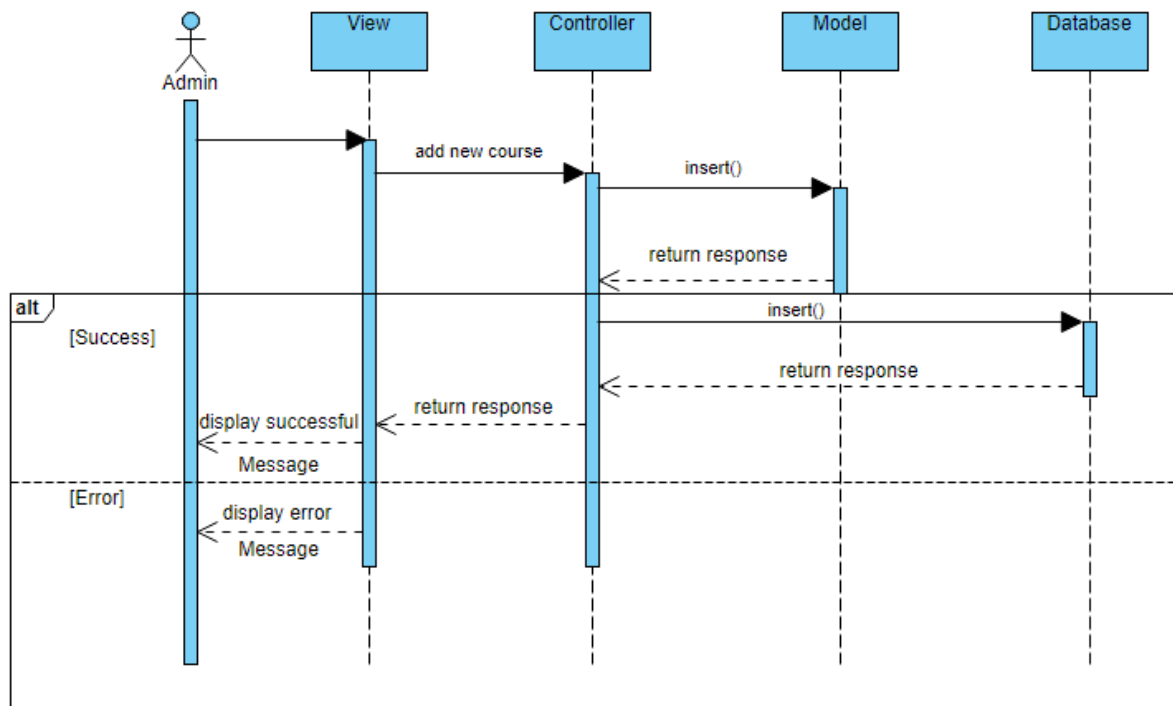 View
Controller
Model
Database
Admin
add new course
insert()
return response
alt
insert()
[Success]
return response
return response
display successful
Message
[Error]
display error
Message